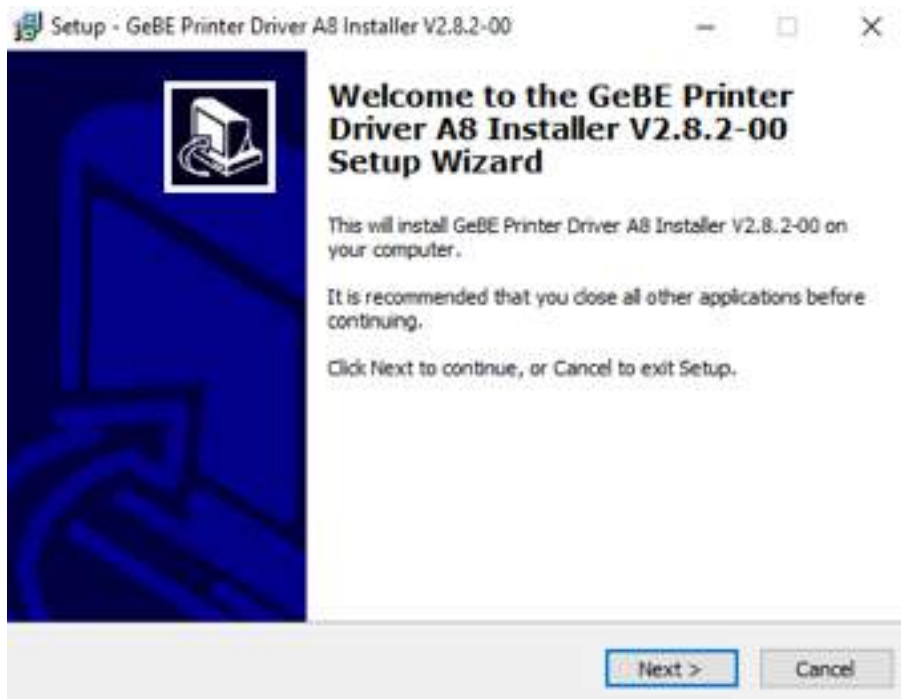 Setup - GeBE Printer Driver A8 Installer V2.8.2-00
Welcome to the GeBE Printer
Driver A8 Installer V2.8.2-00
Setup Wizard
This will install GeBE Printer Driver A8 Installer V2.8.2-00 on
your computer.
It is recommended that you close all other applications before
continuing.
Click Next to continue, or Cancel to exit Setup.
Next >
Cancel